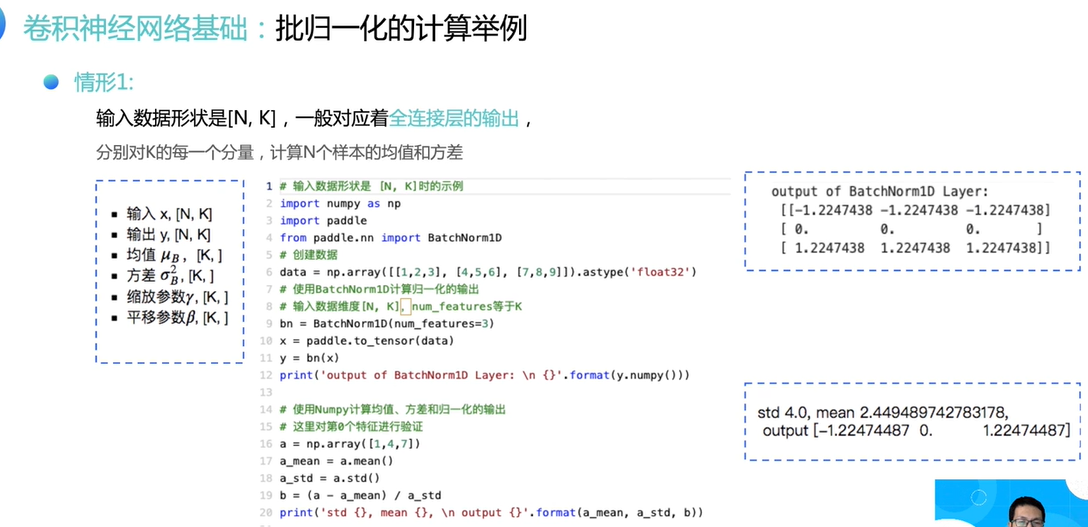 卷积神经网络基础：批归一化的计算举例
情形1:
输入数据形状是[N, K]，一般对应着全连接层的输出，
分别对K的每一个分量，计算N个样本的均值和方差
▪ 输入 x, [N, K]
▪ 输出 y, [N, K]
▪ 均值 μ_B，[K, ]
▪ 方差 σ_B^2, [K, ]
▪ 缩放参数γ, [K, ]
▪ 平移参数β, [K, ]
1 # 输入数据形状是 [N, K]时的示例
2 import numpy as np
3 import paddle
4 from paddle.nn import BatchNorm1D
5 # 创建数据
6 data = np.array([[1,2,3], [4,5,6], [7,8,9]]).astype('float32')
7 # 使用BatchNorm1D计算归一化的输出
8 # 输入数据维度[N, K]，num_features等于K
9 bn = BatchNorm1D(num_features=3)
10 x = paddle.to_tensor(data)
11 y = bn(x)
12 print('output of BatchNorm1D Layer: \n {}'.format(y.numpy()))
13
14 # 使用Numpy计算均值、方差和归一化的输出
15 # 这里对第0个特征进行验证
16 a = np.array([1,4,7])
17 a_mean = a.mean()
18 a_std = a.std()
19 b = (a - a_mean) / a_std
20 print('std {}, mean {}, \n output {}'.format(a_mean, a_std, b))
output of BatchNorm1D Layer:
[[-1.2247438 -1.2247438 -1.2247438]
[ 0. 0. 0. ]
[ 1.2247438 1.2247438 1.2247438]]
std 4.0, mean 2.449489742783178,
output [-1.22474487 0. 1.22474487]